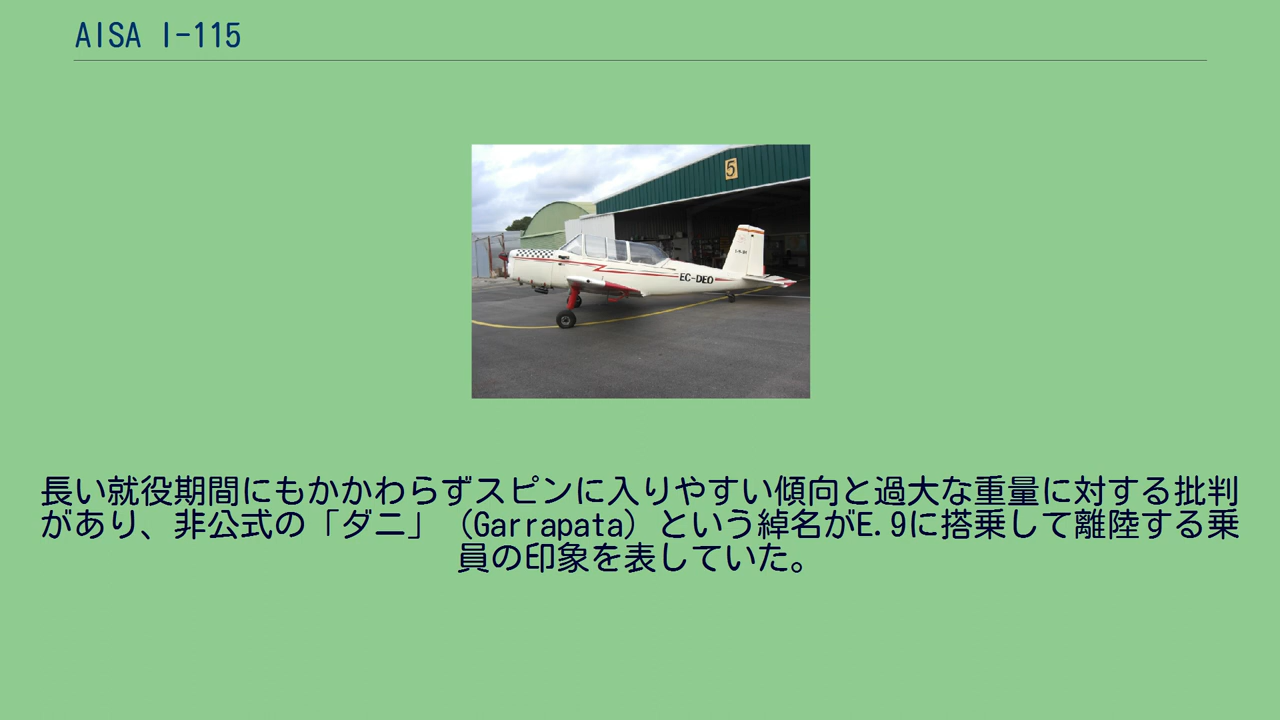 AISA I-115
5
EC-DEO
長い就役期間にもかかわらずスピンに入りやすい傾向と過大な重量に対する批判
があり、非公式の「ダニ」（Garrapata）という綽名がE.9に搭乗して離陸する乗
員の印象を表していた。